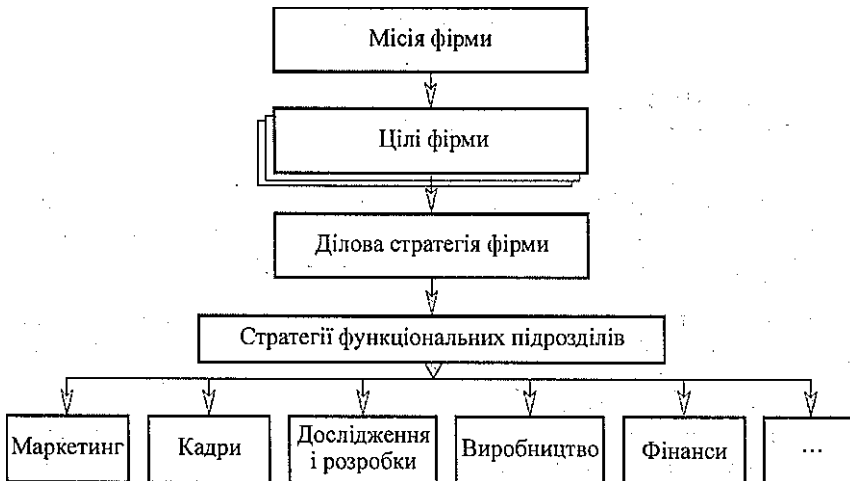 Місія фірми
Цілі фірми
Ділова стратегія фірми
Стратегії функціональних підрозділів
Маркетинг
Кадри
Дослідження
і розробки
Виробництво
Фінанси
...